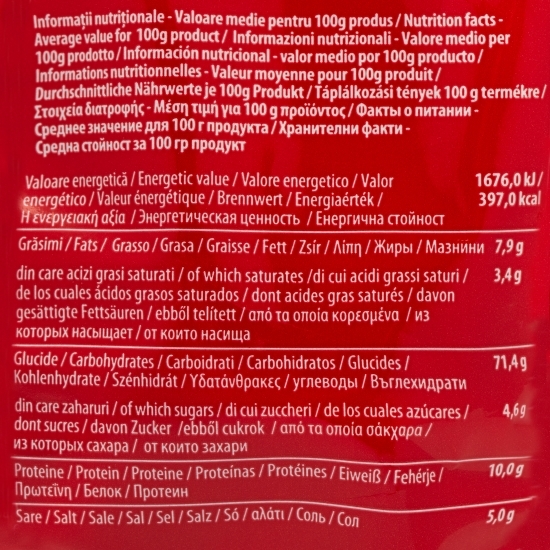 Informații nutriționale - Valoare medie pentru 100g produs / Nutrition facts -
Average value for 100g product / Informazioni nutrizionali - Valore medio per
100g prodotto / Información nutricional - valor medio por 100g producto /
Informations nutritionnelles - Valeur moyenne pour 100g produit /
Durchschnittliche Nährwerte je 100g Produkt / Táplálkozási tények 100 g termékre /
Στοιχεία διατροφής - Μέση τιμή για 100 g προϊόντος / Факты о питании -
Среднее значение для 100 г продукта / Хранителни факти -
Средна стойност за 100 гр продукт
Valoare energetică / Energetic value / Valore energetico / Valor 1676,0 kJ /
energético / Valeur énergétique / Brennwert / Energiaérték / 397,0 kcal
Η ενεργειακή αξία / Энергетическая ценность / Енергична стойност
Grăsimi / Fats / Grasso / Grasa / Graisse / Fett / Zsír / Λίπη / Жиры / Мазнини 7,9 g
din care acizi grasi saturati / of which saturates /di cui acidi grassi saturi / 3,4 g
de los cuales ácidos grasos saturados / dont acides gras saturés / davon
gesättigte Fettsäuren / ebből telített / από τα οποία κορεσμένα / из
которых насыщает / от които насища
Glucide / Carbohydrates / Carboidrati / Carbohidratos / Glucides / 71,4 g
Kohlenhydrate / Szénhidrát / Υδατάνθρακες / углеводы / Въглехидрати
din care zaharuri / of which sugars / di cui zuccheri / de los cuales azúcares / 4,6 g
dont sucres / davon Zucker /ebből cukrok / από τα οποία σάκχαρα /
из которых сахара / от които захари
Proteine / Protein / Proteine / Proteínas / Protéines / Eiweiß / Fehérje / 10,0 g
Πρωτεΐνη / Белок / Протеин
Sare / Salt / Sale / Sal / Sel / Salz / Só / αλάτι / Соль / Сол 5,0 g